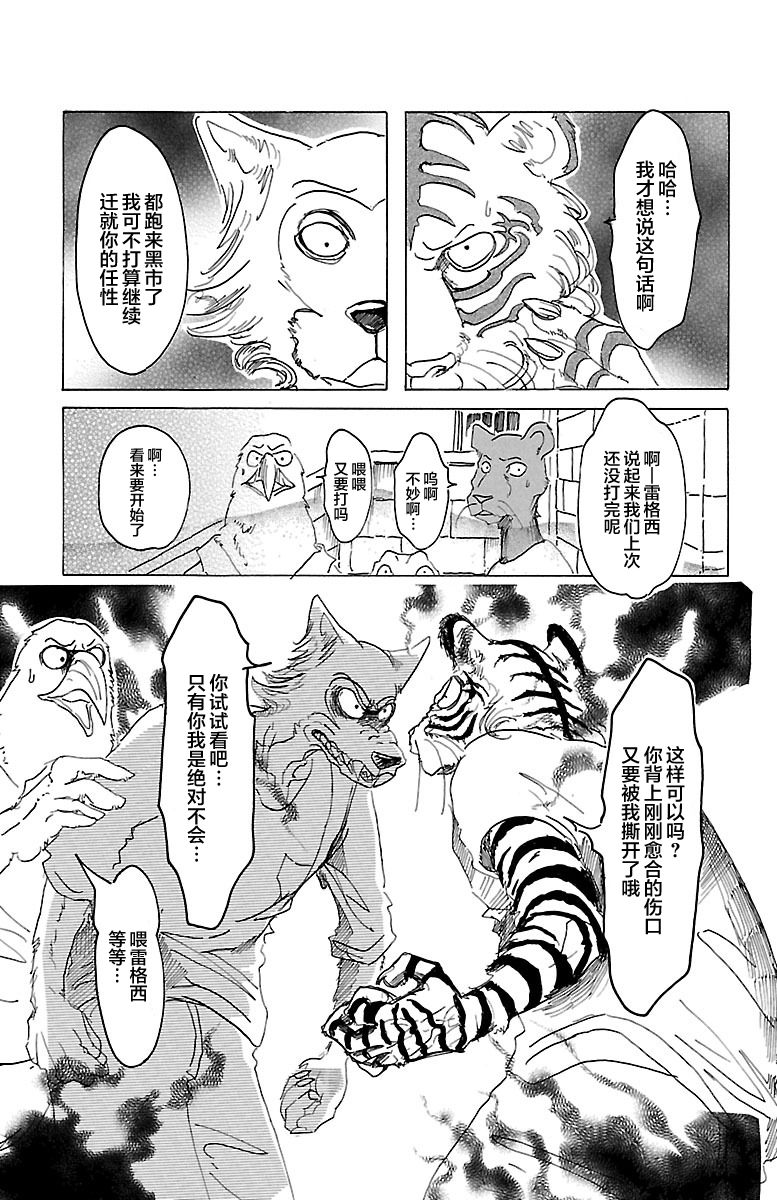 哈哈…
我才想说这句话啊
都跑来黑市了
我可不打算继续
迁就你的任性
啊—雷格西
说起来我们上次
还没打完呢
呜啊
不妙啊…
喂喂
又要打吗
啊…
看来要开始了
这样可以吗？
你背上刚刚愈合的伤口
又要被我撕开了哦
你试试看吧…
只有你我是绝对不会…
喂雷格西
等等…